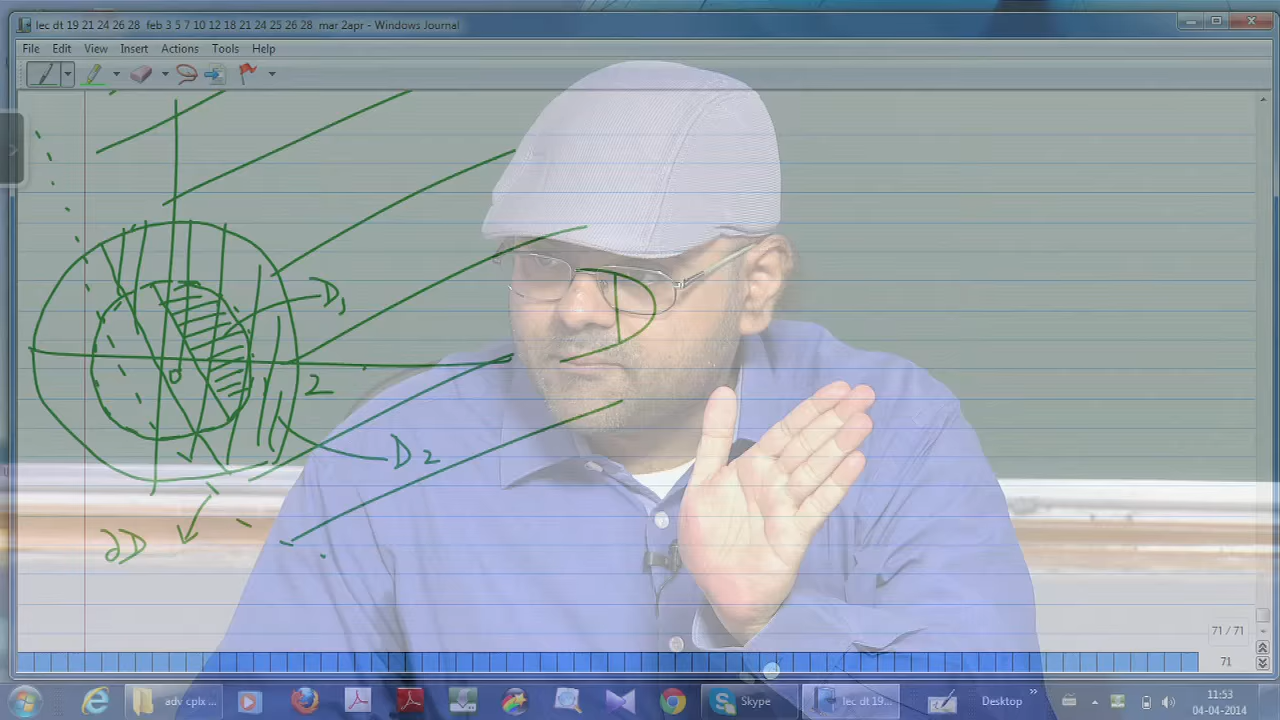 lec dt 19 21 24 26 28 feb 3 5 7 10 12 18 21 24 25 26 28 mar 2apr - Windows Journal
File Edit View Insert Actions Tools Help
D1
D
0
2
D2
∂D
71 / 71
71
adv cplx ...
Skype
lec dt 19...
Desktop
11:53
04-04-2014